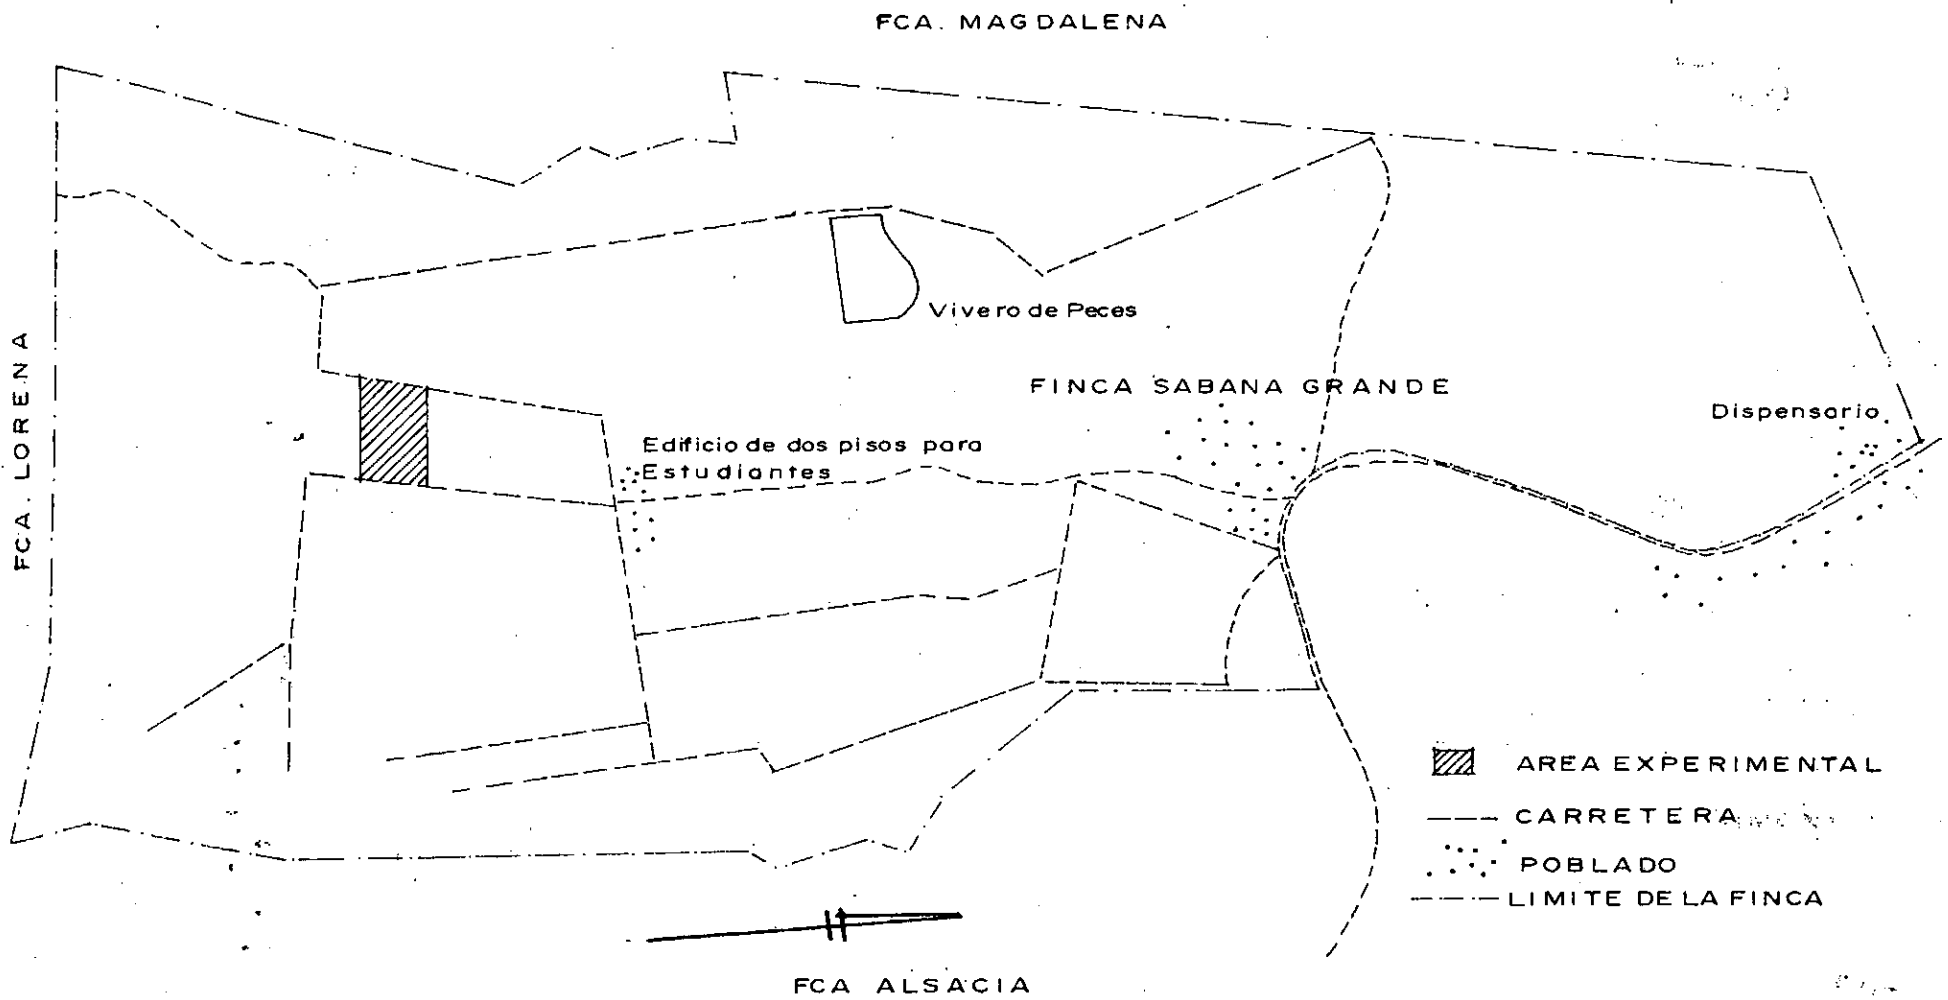 FCA. MAGDALENA
FCA. LORENA
Vivero de Peces
FINCA SABANA GRANDE
Dispensario
Edificio de dos pisos para
Estudiantes
AREA EXPERIMENTAL
CARRETERA
POBLADO
LIMITE DE LA FINCA
FCA ALSACIA